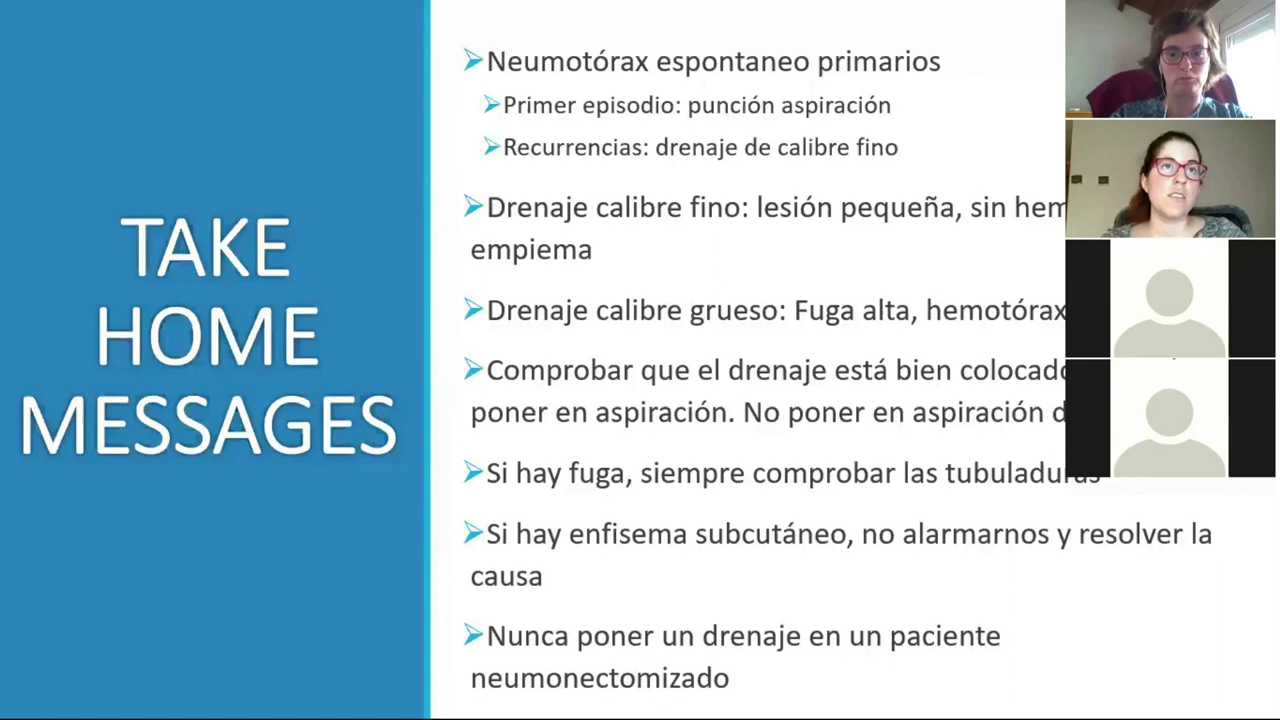 TAKE
HOME
MESSAGES
Neumotórax espontaneo primarios
Primer episodio: punción aspiración
Recurrencias: drenaje de calibre fino
Drenaje calibre fino: lesión pequeña, sin
empiema
Drenaje calibre grueso: Fuga alta, hemotórax
Comprobar que el drenaje está bien
poner en aspiración. No poner en aspiración
Si hay fuga, siempre comprobar las tubuladuras
Si hay enfisema subcutáneo, no alarmarnos y resolver la
causa
Nunca poner un drenaje en un paciente
neumonectomizado